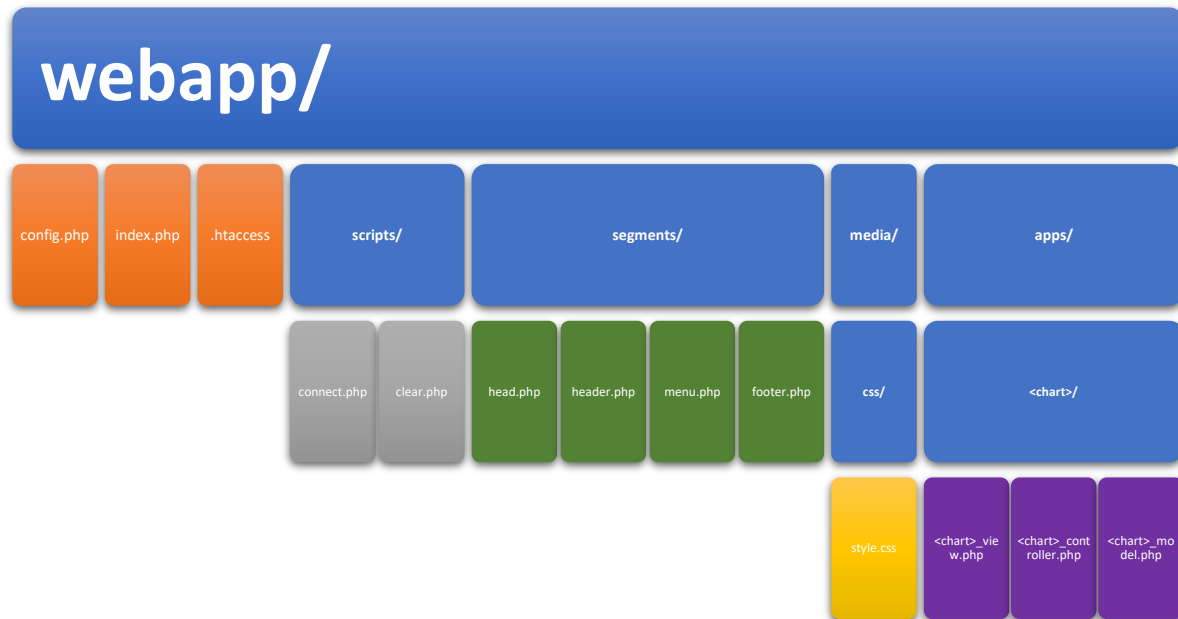 webapp/
config.php
index.php
.htaccess
scripts/
segments/
media/
apps/
connect.php
clear.php
head.php
header.php
menu.php
footer.php
css/
<chart>/
style.css
<chart>_vie
w.php
<chart>_cont
roller.php
<chart>_mo
del.php